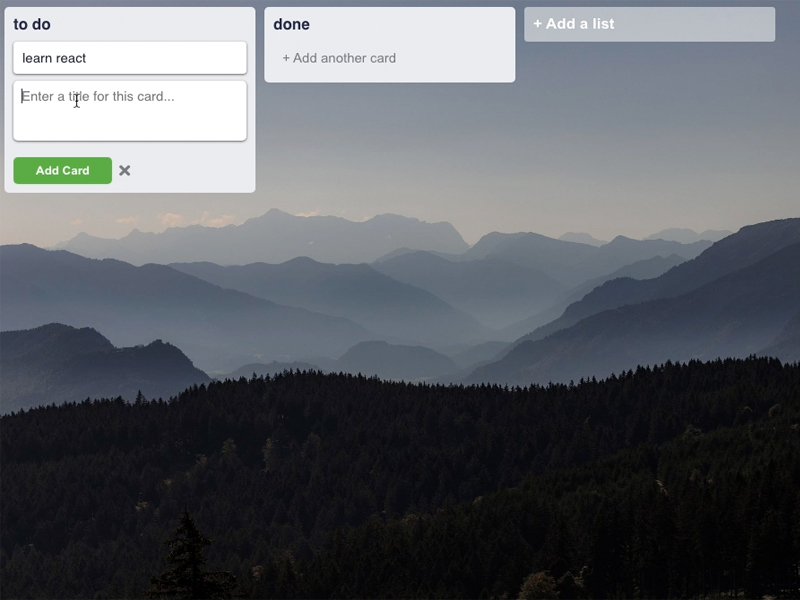 to do
learn react
Enter a title for this card...
Add Card
done
+ Add another card
+ Add a list